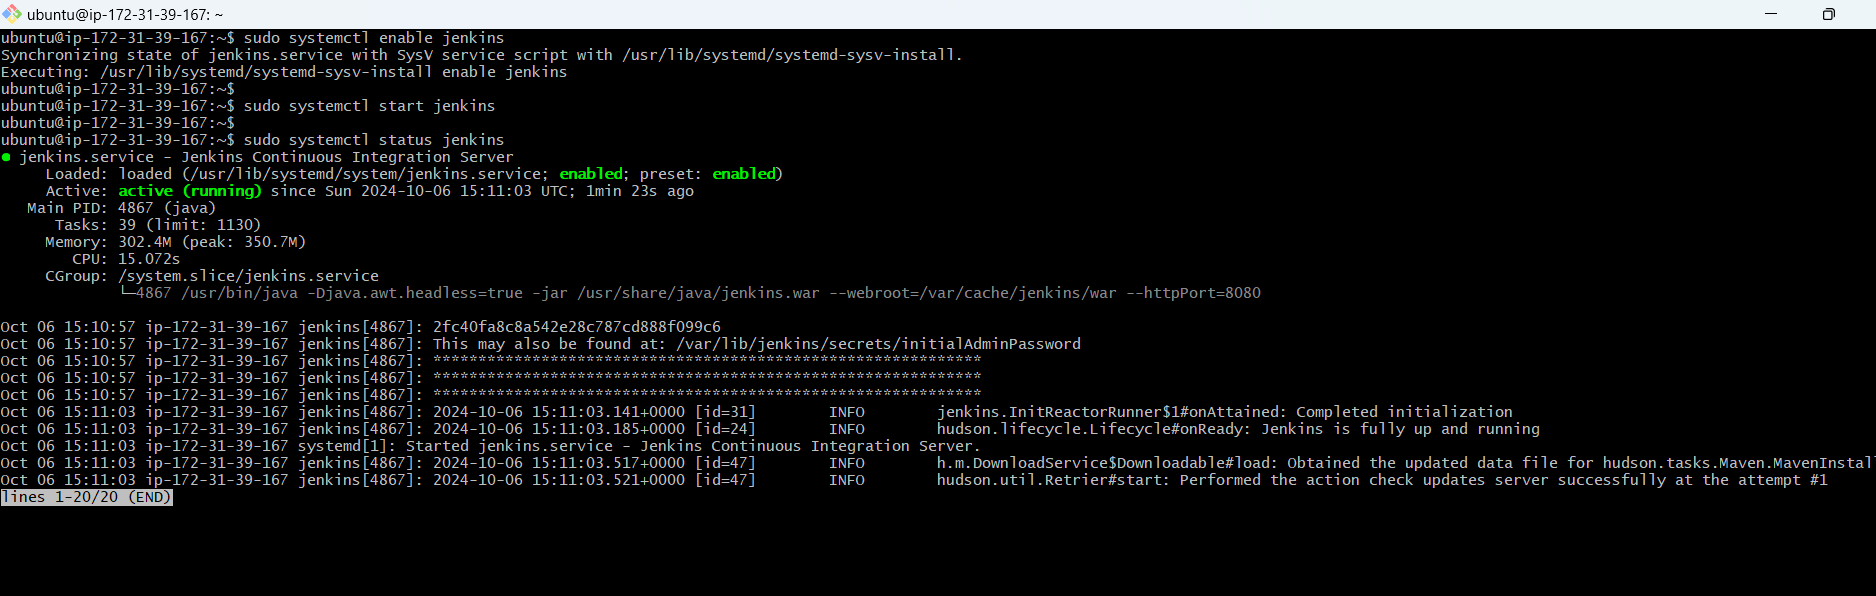 ubuntu@ip-172-31-39-167: ~
ubuntu@ip-172-31-39-167:~$ sudo systemctl enable jenkins
Synchronizing state of jenkins.service with SysV service script with /usr/lib/systemd/systemd-sysv-install.
Executing: /usr/lib/systemd/systemd-sysv-install enable jenkins
ubuntu@ip-172-31-39-167:~$
ubuntu@ip-172-31-39-167:~$ sudo systemctl start jenkins
ubuntu@ip-172-31-39-167:~$
ubuntu@ip-172-31-39-167:~$ sudo systemctl status jenkins
● jenkins.service - Jenkins Continuous Integration Server
     Loaded: loaded (/usr/lib/systemd/system/jenkins.service; enabled; preset: enabled)
     Active: active (running) since Sun 2024-10-06 15:11:03 UTC; 1min 23s ago
   Main PID: 4867 (java)
      Tasks: 39 (limit: 1130)
     Memory: 302.4M (peak: 350.7M)
        CPU: 15.072s
     CGroup: /system.slice/jenkins.service
             └─4867 /usr/bin/java -Djava.awt.headless=true -jar /usr/share/java/jenkins.war --webroot=/var/cache/jenkins/war --httpPort=8080
Oct 06 15:10:57 ip-172-31-39-167 jenkins[4867]: 2fc40fa8c8a542e28c787cd888f099c6
Oct 06 15:10:57 ip-172-31-39-167 jenkins[4867]: This may also be found at: /var/lib/jenkins/secrets/initialAdminPassword
Oct 06 15:10:57 ip-172-31-39-167 jenkins[4867]: *************************************************************
Oct 06 15:10:57 ip-172-31-39-167 jenkins[4867]: *************************************************************
Oct 06 15:10:57 ip-172-31-39-167 jenkins[4867]: *************************************************************
Oct 06 15:11:03 ip-172-31-39-167 jenkins[4867]: 2024-10-06 15:11:03.141+0000 [id=31]        INFO        jenkins.InitReactorRunner$1#onAttained: Completed initialization
Oct 06 15:11:03 ip-172-31-39-167 jenkins[4867]: 2024-10-06 15:11:03.185+0000 [id=24]        INFO        hudson.lifecycle.Lifecycle#onReady: Jenkins is fully up and running
Oct 06 15:11:03 ip-172-31-39-167 systemd[1]: Started jenkins.service - Jenkins Continuous Integration Server.
Oct 06 15:11:03 ip-172-31-39-167 jenkins[4867]: 2024-10-06 15:11:03.517+0000 [id=47]        INFO        h.m.DownloadService$Downloadable#load: Obtained the updated data file for hudson.tasks.Maven.MavenInstal
Oct 06 15:11:03 ip-172-31-39-167 jenkins[4867]: 2024-10-06 15:11:03.521+0000 [id=47]        INFO        hudson.util.Retrier#start: Performed the action check updates server successfully at the attempt #1
lines 1-20/20 (END)